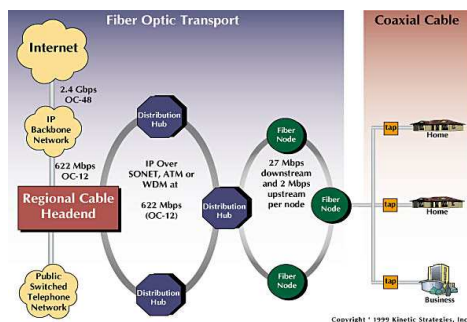 Fiber Optic Transport
Coaxial Cable
Internet
2.4 Gbps
OC-48
IP
Backbone
Network
622 Mbps
OC-12
Regional Cable
Headend
Public
Switched
Telephone
Network
Distribution
Hub
IP Over
SONET, ATM or
WDM at
622 Mbps
(OC-12)
Distribution
Hub
Distribution
Hub
Fiber
Node
27 Mbps
downstream
and 2 Mbps
upstream
per node
Fiber
Node
Fiber
Node
tap
Home
tap
Home
tap
Business
Copyright ' 1999 Kinetic Strategies, Inc